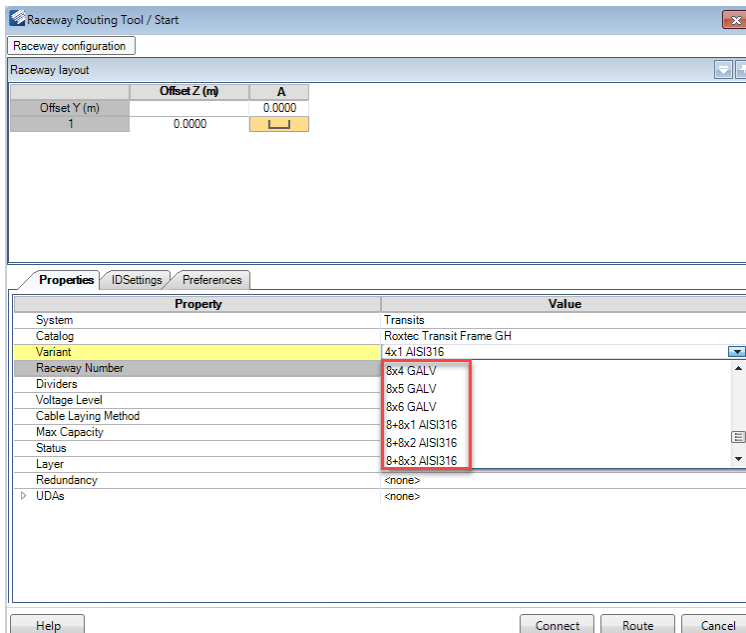 Raceway Routing Tool / Start
Raceway configuration
Raceway layout
Offset Z (m) A
Offset Y (m) 0.0000
1 0.0000
Properties IDSettings Preferences
Property Value
System Transits
Catalog Roxtec Transit Frame GH
Variant 4x1 AISI316
Raceway Number 8x4 GALV
Dividers 8x5 GALV
Voltage Level 8x6 GALV
Cable Laying Method 8+8x1 AISI316
Max Capacity 8+8x2 AISI316
Status 8+8x3 AISI316
Layer
Redundancy <none>
UDAs <none>
Help Connect Route Cancel